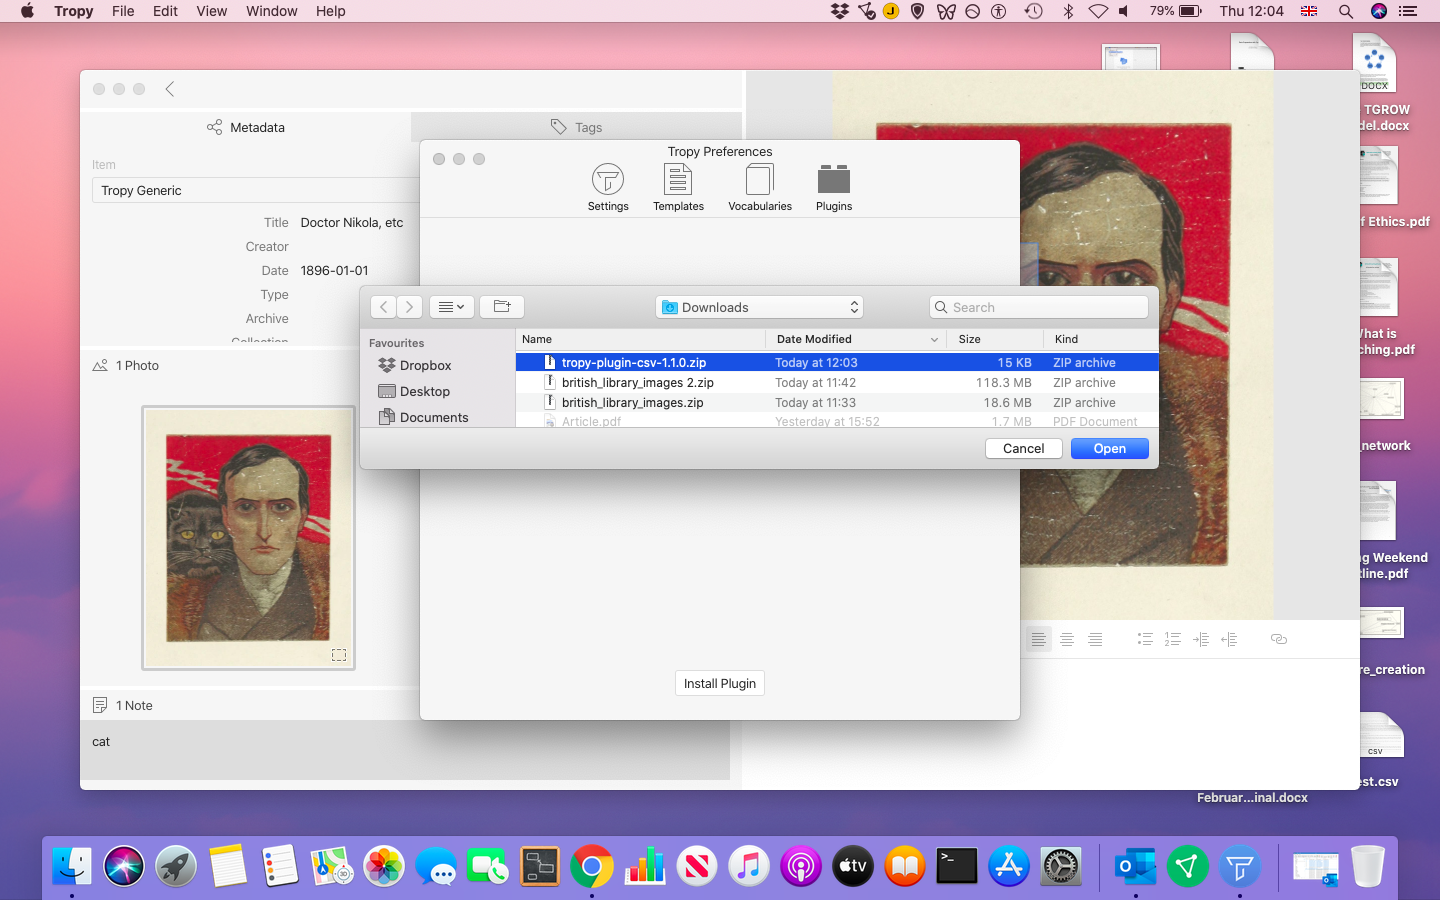 Tropy File Edit View Window Help
79% Thu 12:04
DOCX
TGROW
del.docx
f Ethics.pdf
hat is
ching.pdf
_network
ng Weekend
tline.pdf
re_creation
csv
est.csv
Februar...inal.docx
Metadata Tags
Item
Tropy Generic
Title Doctor Nikola, etc
Creator
Date 1896-01-01
Type
Archive
Collection
1 Photo
1 Note
cat
Tropy Preferences
Settings Templates Vocabularies Plugins
Downloads Search
Favourites
Dropbox
Desktop
Documents
Name Date Modified Size Kind
tropy-plugin-csv-1.1.0.zip Today at 12:03 15 KB ZIP archive
british_library_images 2.zip Today at 11:42 118.3 MB ZIP archive
british_library_images.zip Today at 11:33 18.6 MB ZIP archive
Article.pdf Yesterday at 15:52 1.7 MB PDF Document
Cancel Open
Install Plugin
tv